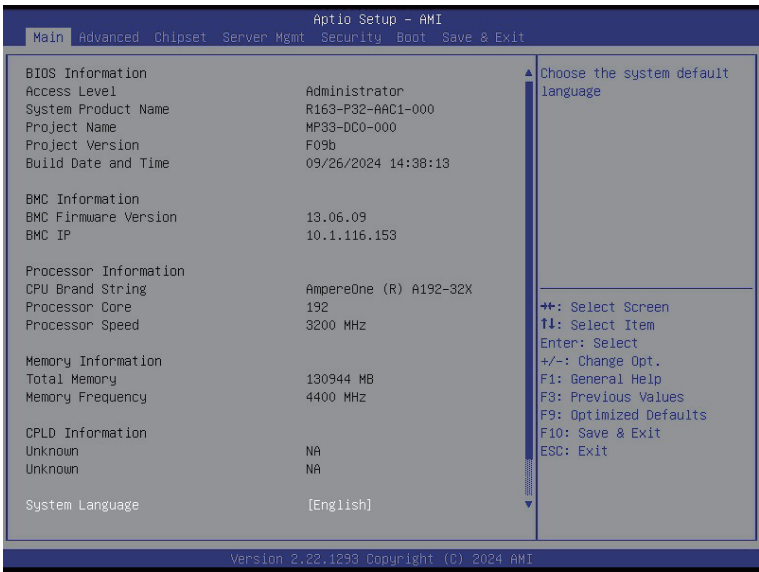 Aptio Setup - AMI
Main Advanced Chipset Server Mgmt Security Boot Save & Exit
BIOS Information
Access Level Administrator
System Product Name R163-P32-AAC1-000
Project Name MP33-DC0-000
Project Version F09b
Build Date and Time 09/26/2024 14:38:13
BMC Information
BMC Firmware Version 13.06.09
BMC IP 10.1.116.153
Processor Information
CPU Brand String AmpereOne (R) A192-32X
Processor Core 192
Processor Speed 3200 MHz
Memory Information
Total Memory 130944 MB
Memory Frequency 4400 MHz
CPLD Information
Unknown NA
Unknown NA
System Language [English]
Choose the system default
language
→←: Select Screen
↑↓: Select Item
Enter: Select
+/-: Change Opt.
F1: General Help
F3: Previous Values
F9: Optimized Defaults
F10: Save & Exit
ESC: Exit
Version 2.22.1293 Copyright (C) 2024 AMI